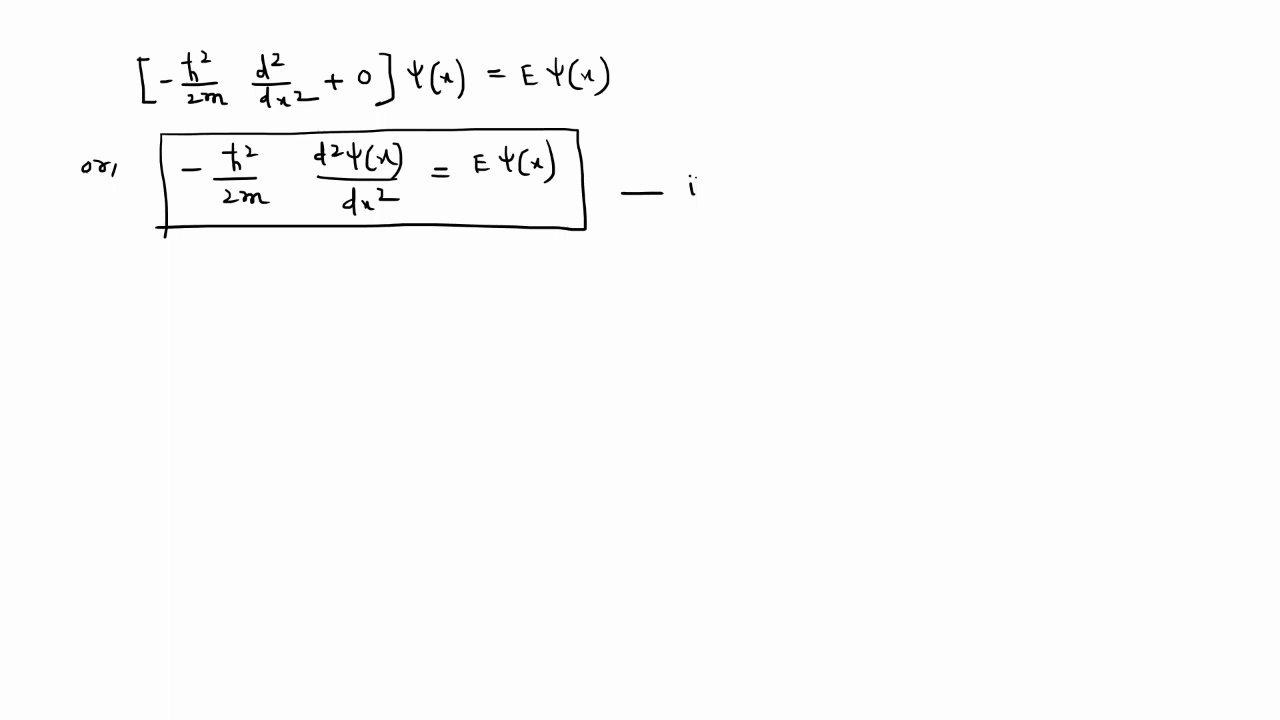 [-ħ²/2m d²/dx² + 0] Ψ(x) = E Ψ(x)
or, -ħ²/2m d²Ψ(x)/dx² = E Ψ(x) — i